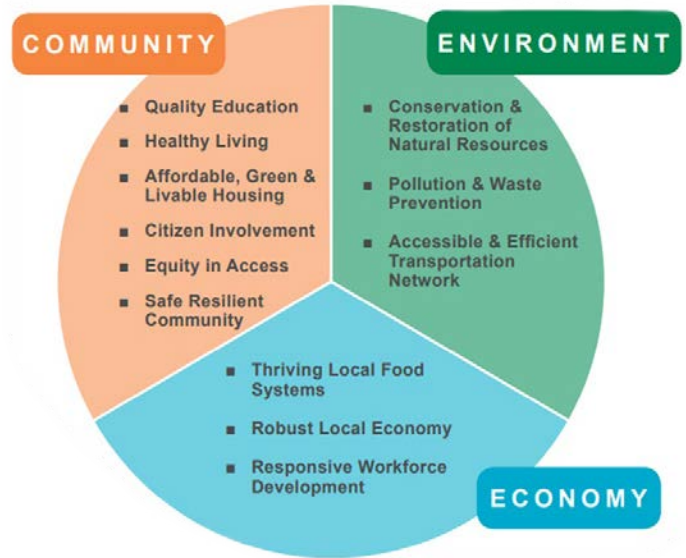 COMMUNITY
■ Quality Education
■ Healthy Living
■ Affordable, Green &
Livable Housing
■ Citizen Involvement
■ Equity in Access
■ Safe Resilient
Community
ENVIRONMENT
■ Conservation &
Restoration of
Natural Resources
■ Pollution & Waste
Prevention
■ Accessible & Efficient
Transportation
Network
■ Thriving Local Food
Systems
■ Robust Local Economy
■ Responsive Workforce
Development
ECONOMY